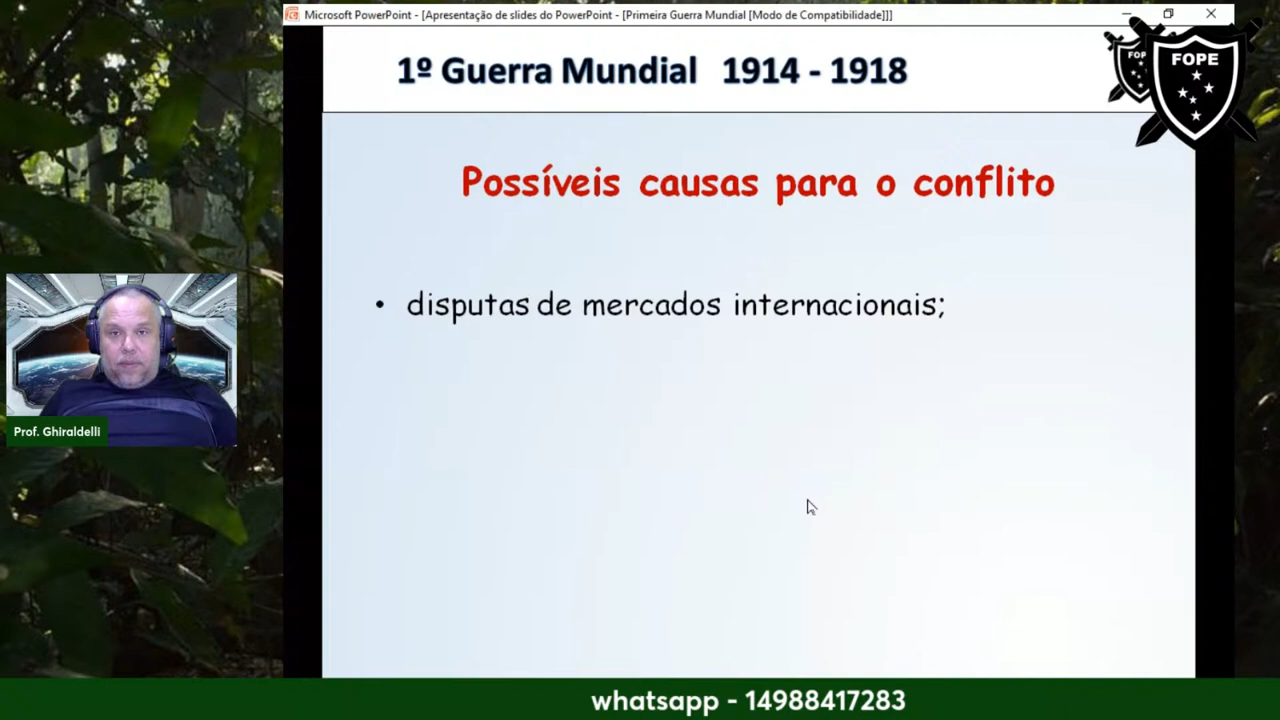 Microsoft PowerPoint - [Apresentação de slides do PowerPoint - [Primeira Guerra Mundial [Modo de Compatibilidade]]]
1º Guerra Mundial 1914 - 1918
FOP
FOPE
Possíveis causas para o conflito
• disputas de mercados internacionais;
Prof. Ghiraldelli
whatsapp - 14988417283